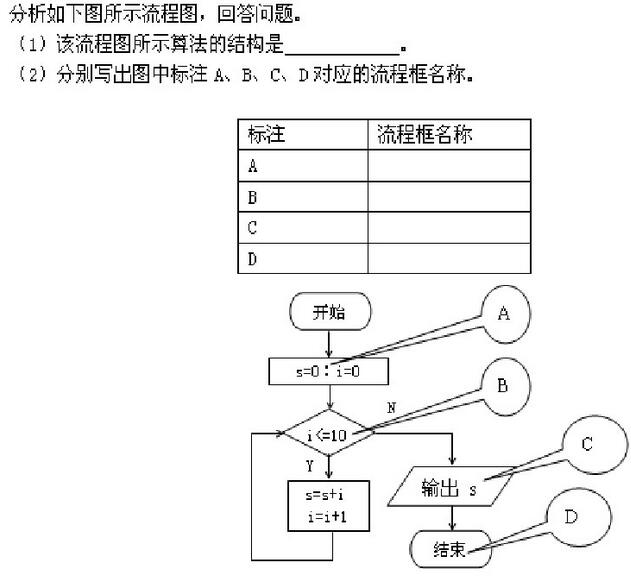 分析如下图所示流程图，回答问题。
（1）该流程图所示算法的结构是____________。
（2）分别写出图中标注 A、B、C、D 对应的流程框名称。
标注 流程框名称
A
B
C
D
开始
A
s=0：i=0
B
N
i<=10
C
Y
输出 s
s=s+i
i=i+1
D
结束